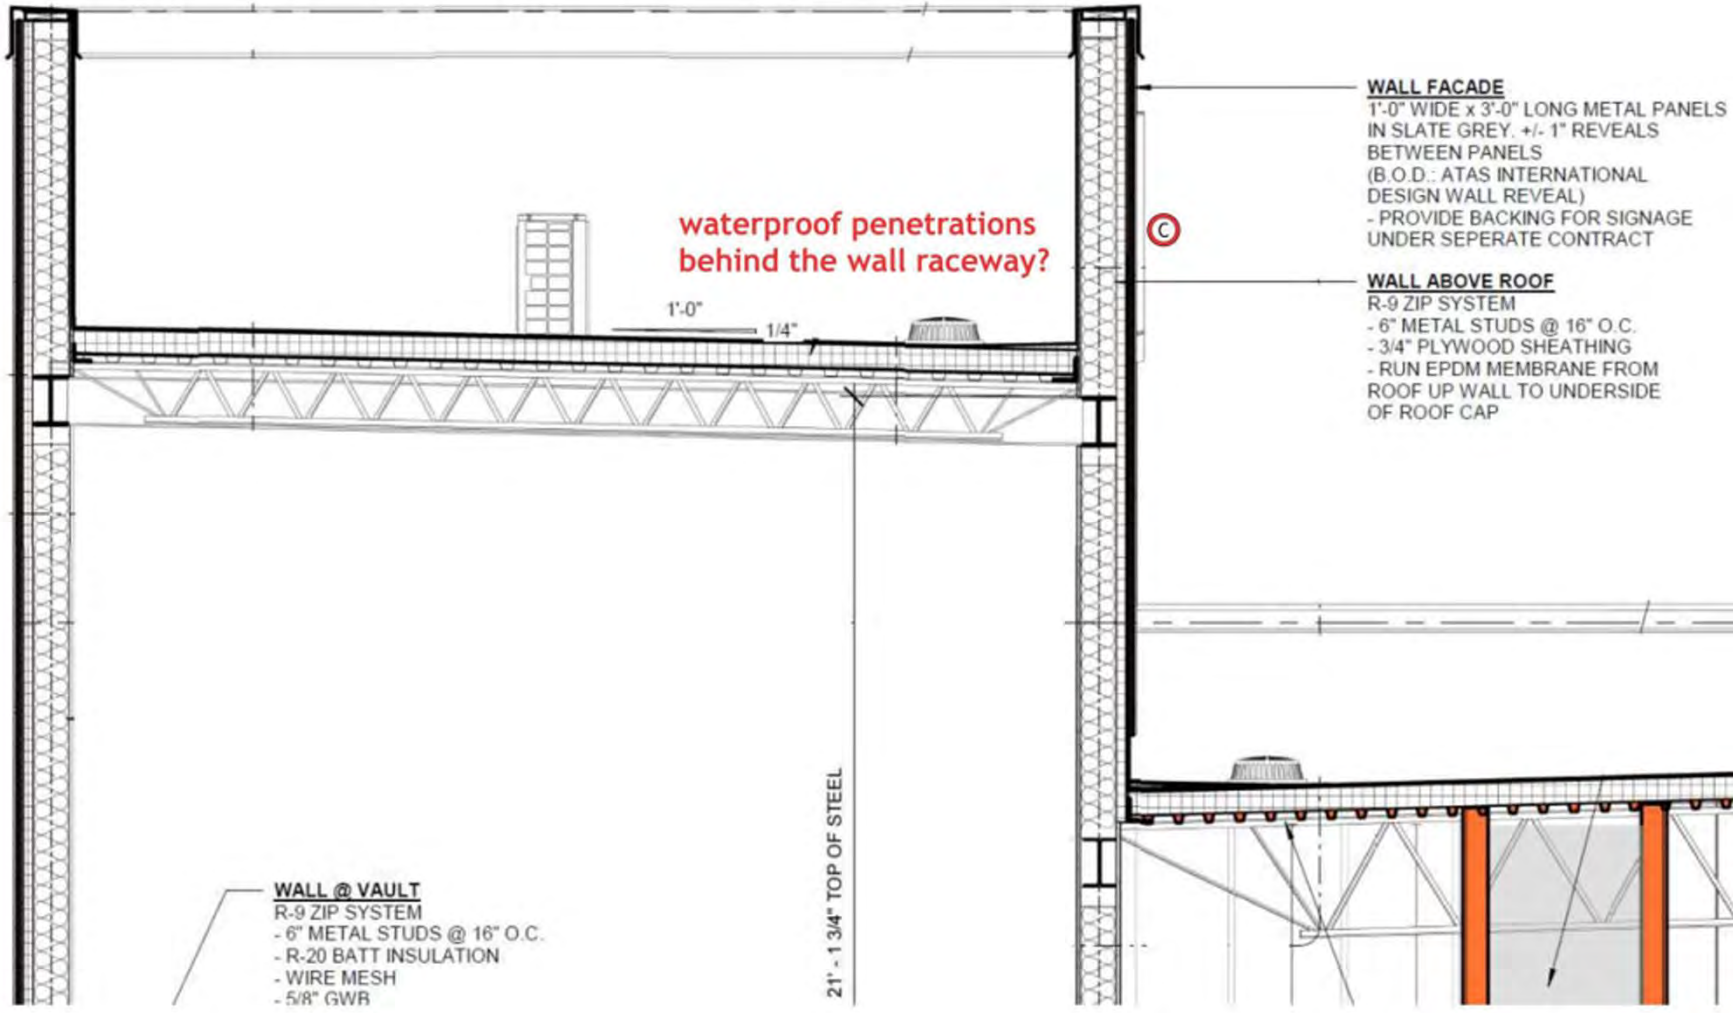 WALL FACADE
1'-0" WIDE x 3'-0" LONG METAL PANELS
IN SLATE GREY. +/- 1" REVEALS
BETWEEN PANELS
(B.O.D.: ATAS INTERNATIONAL
DESIGN WALL REVEAL)
- PROVIDE BACKING FOR SIGNAGE
UNDER SEPERATE CONTRACT
waterproof penetrations
behind the wall raceway?
C
WALL ABOVE ROOF
R-9 ZIP SYSTEM
- 6" METAL STUDS @ 16" O.C.
- 3/4" PLYWOOD SHEATHING
- RUN EPDM MEMBRANE FROM
ROOF UP WALL TO UNDERSIDE
OF ROOF CAP
1'-0"
1/4"
21' - 1 3/4" TOP OF STEEL
WALL @ VAULT
R-9 ZIP SYSTEM
- 6" METAL STUDS @ 16" O.C.
- R-20 BATT INSULATION
- WIRE MESH
- 5/8" GWB